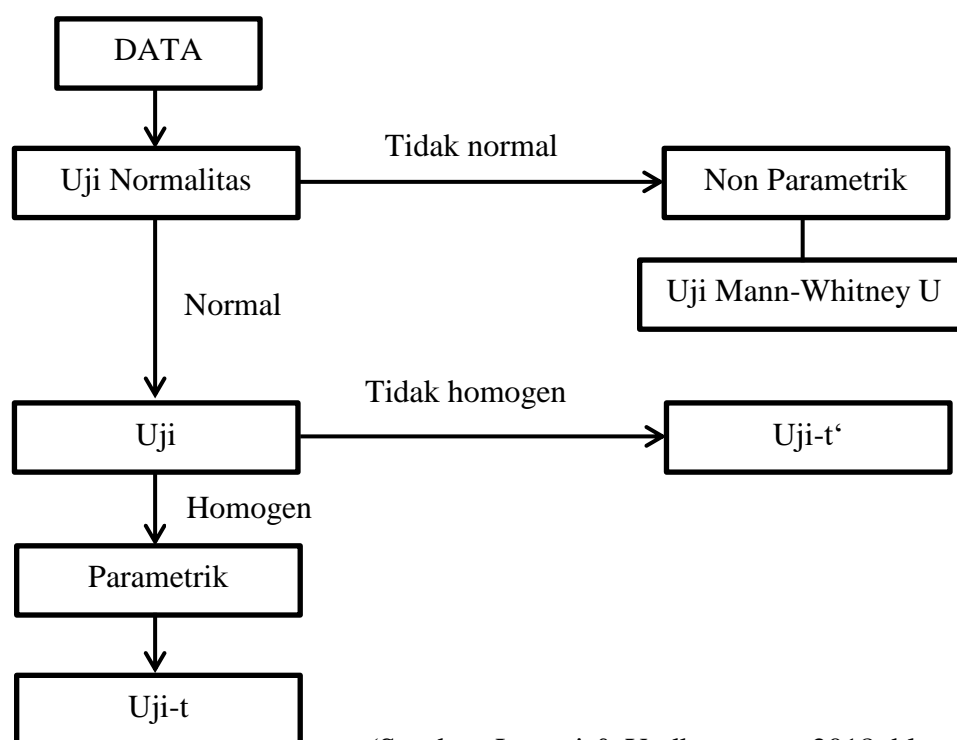 DATA
Tidak normal
Uji Normalitas
Non Parametrik
Uji Mann-Whitney U
Normal
Tidak homogen
Uji
Uji-t‘
Homogen
Parametrik
Uji-t